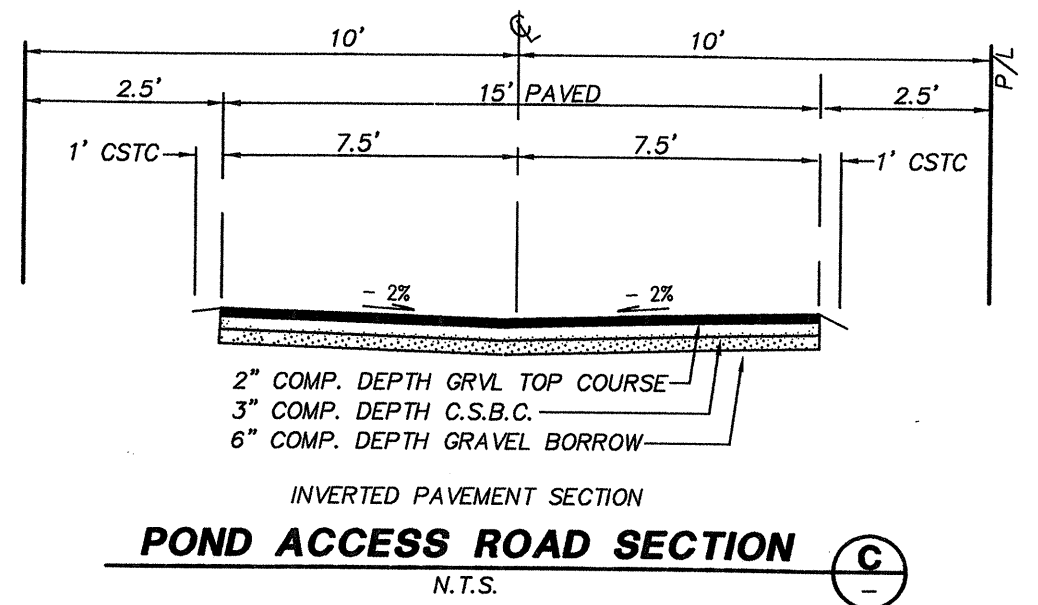 ℄
10' 10'
P/L
2.5' 15' PAVED 2.5'
1' CSTC 7.5' 7.5' 1' CSTC
- 2% - 2%
2" COMP. DEPTH GRVL TOP COURSE
3" COMP. DEPTH C.S.B.C.
6" COMP. DEPTH GRAVEL BORROW
INVERTED PAVEMENT SECTION
POND ACCESS ROAD SECTION C
N.T.S. -